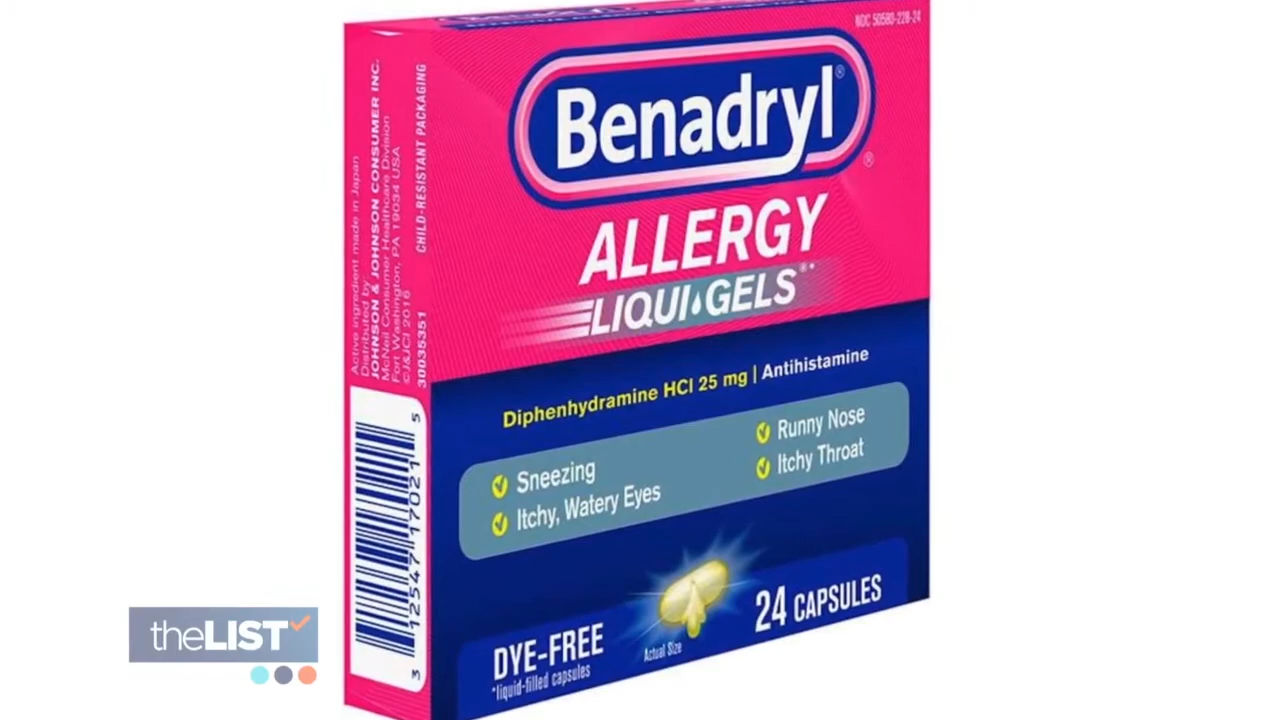 NDC 50580-228-24
Benadryl®
®
ALLERGY
LIQUI•GELS®*
Diphenhydramine HCl 25 mg | Antihistamine
Sneezing
Itchy, Watery Eyes
Runny Nose
Itchy Throat
DYE-FREE
*liquid-filled capsules
Actual Size
24 CAPSULES
Active ingredient made in Japan
Distributed by:
JOHNSON & JOHNSON CONSUMER INC.
McNeil Consumer Healthcare Division
Fort Washington, PA 19034 USA
©J&JCI 2016
30035351
CHILD-RESISTANT PACKAGING
3 12547 17021 5
theLIST